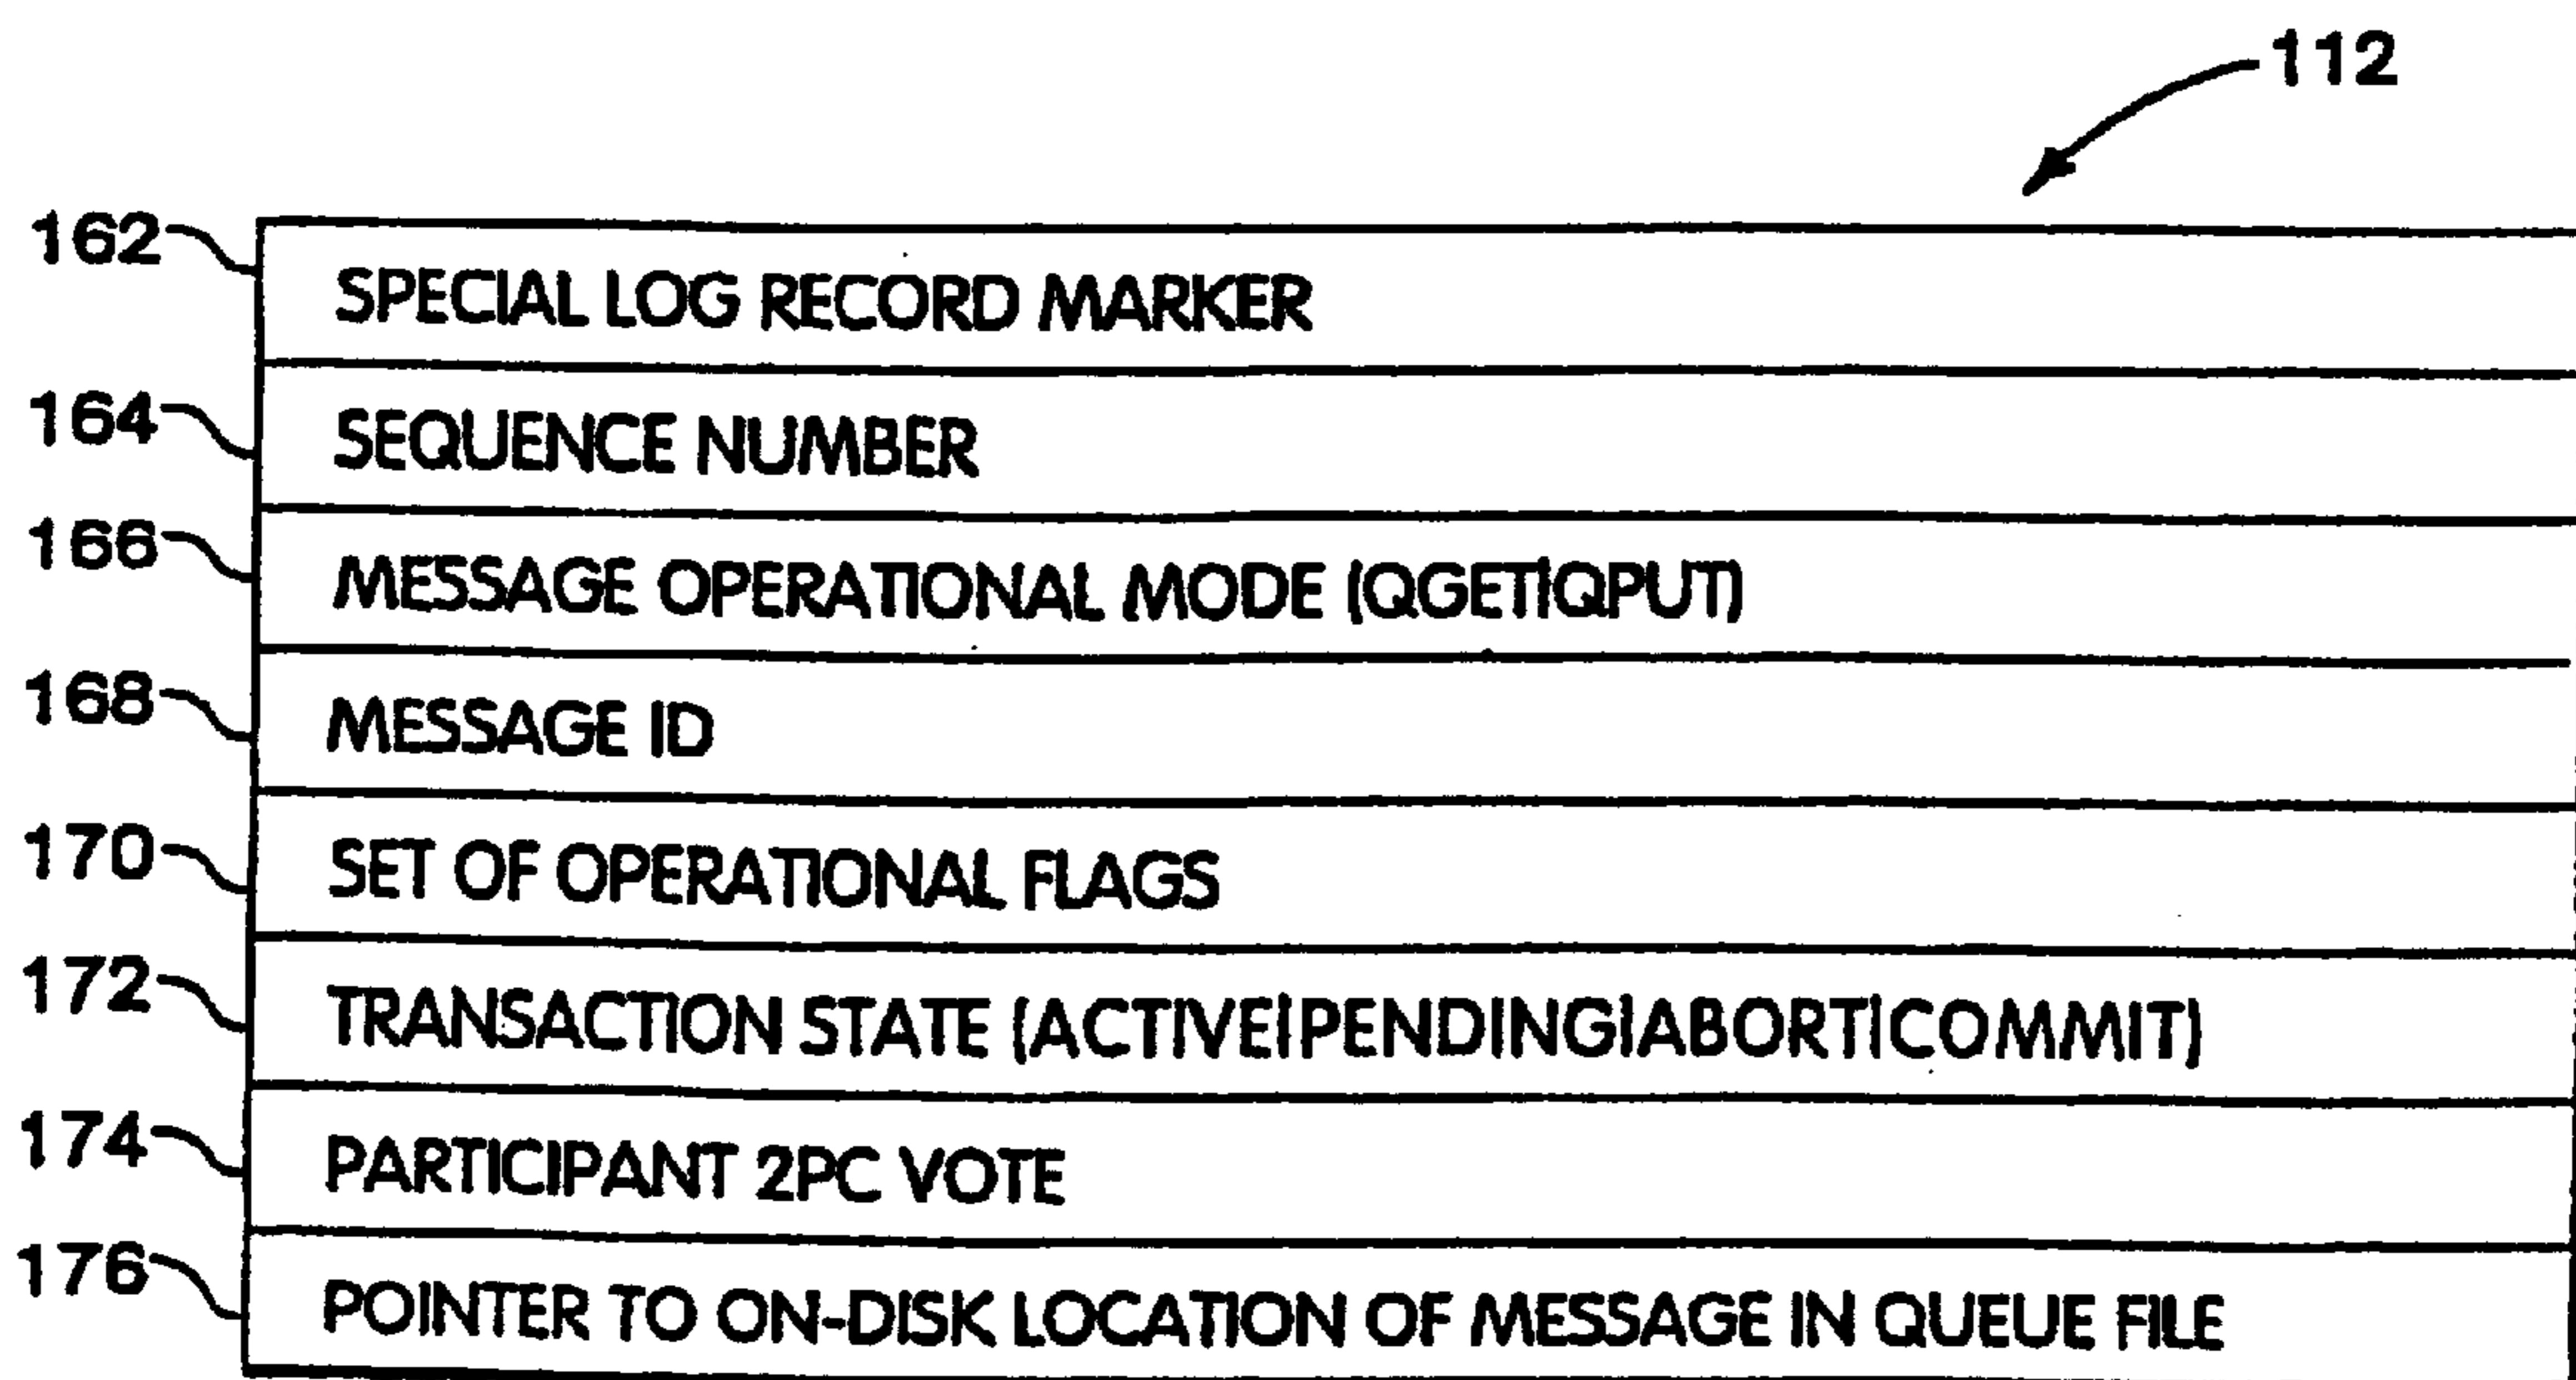 112
162 SPECIAL LOG RECORD MARKER
164 SEQUENCE NUMBER
166 MESSAGE OPERATIONAL MODE (QGET|QPUT)
168 MESSAGE ID
170 SET OF OPERATIONAL FLAGS
172 TRANSACTION STATE (ACTIVE|PENDING|ABORT|COMMIT)
174 PARTICIPANT 2PC VOTE
176 POINTER TO ON-DISK LOCATION OF MESSAGE IN QUEUE FILE